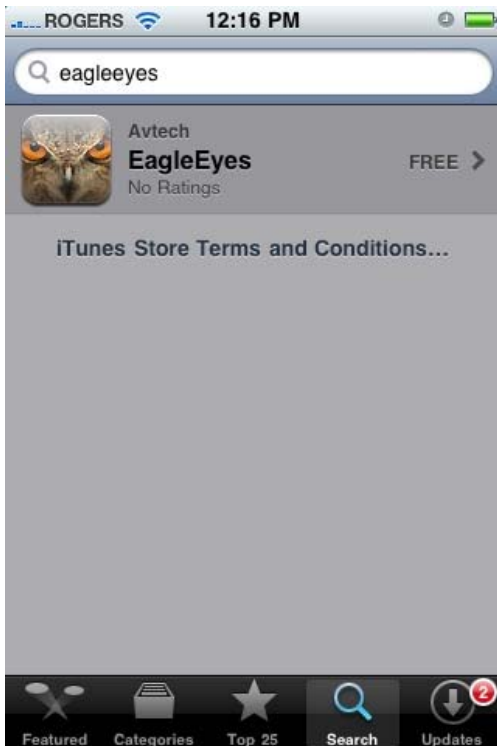 ROGERS 12:16 PM
eagleeyes
Avtech
EagleEyes
FREE
No Ratings
iTunes Store Terms and Conditions...
2
Featured Categories Top 25 Search Updates